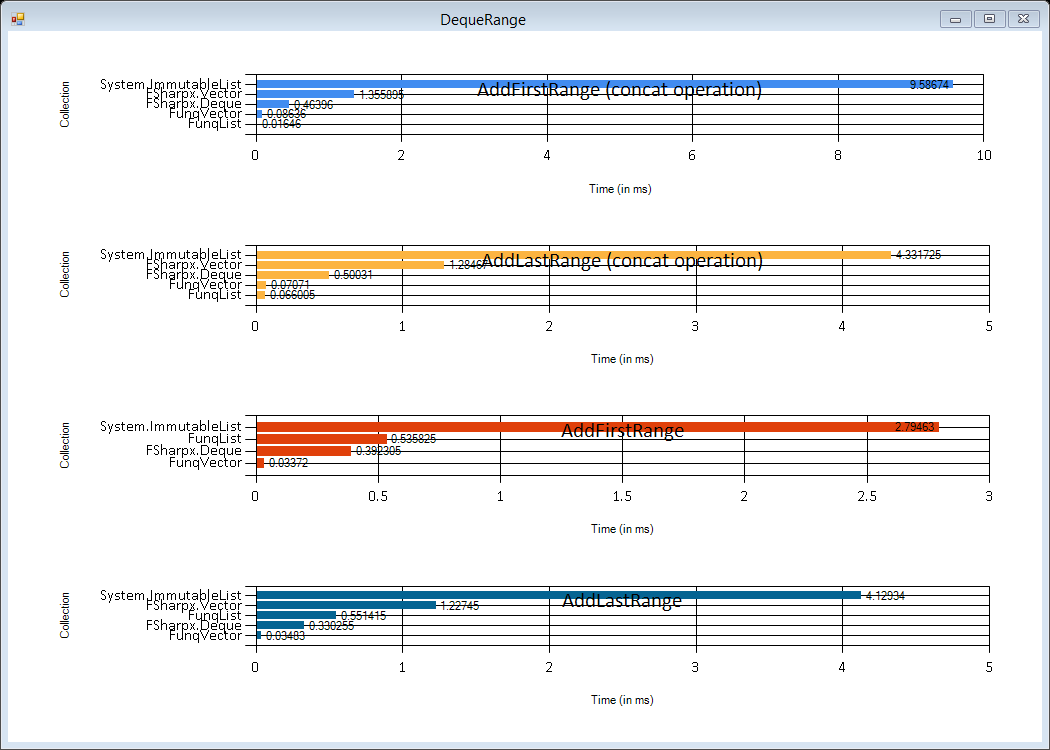 DequeRange
AddFirstRange (concat operation)
Collection
System.ImmutableList 9.58674
FSharpx.Vector 1.355895
FSharpx.Deque 0.46396
FunqVector 0.08636
FunqList 0.01646
0 2 4 6 8 10
Time (in ms)
AddLastRange (concat operation)
Collection
System.ImmutableList 4.331725
FSharpx.Vector 1.28467
FSharpx.Deque 0.50031
FunqVector 0.07071
FunqList 0.066005
0 1 2 3 4 5
Time (in ms)
AddFirstRange
Collection
System.ImmutableList 2.79463
FunqList 0.535825
FSharpx.Deque 0.392305
FunqVector 0.03372
0 0.5 1 1.5 2 2.5 3
Time (in ms)
AddLastRange
Collection
System.ImmutableList 4.12934
FSharpx.Vector 1.22745
FunqList 0.551415
FSharpx.Deque 0.330255
FunqVector 0.03483
0 1 2 3 4 5
Time (in ms)